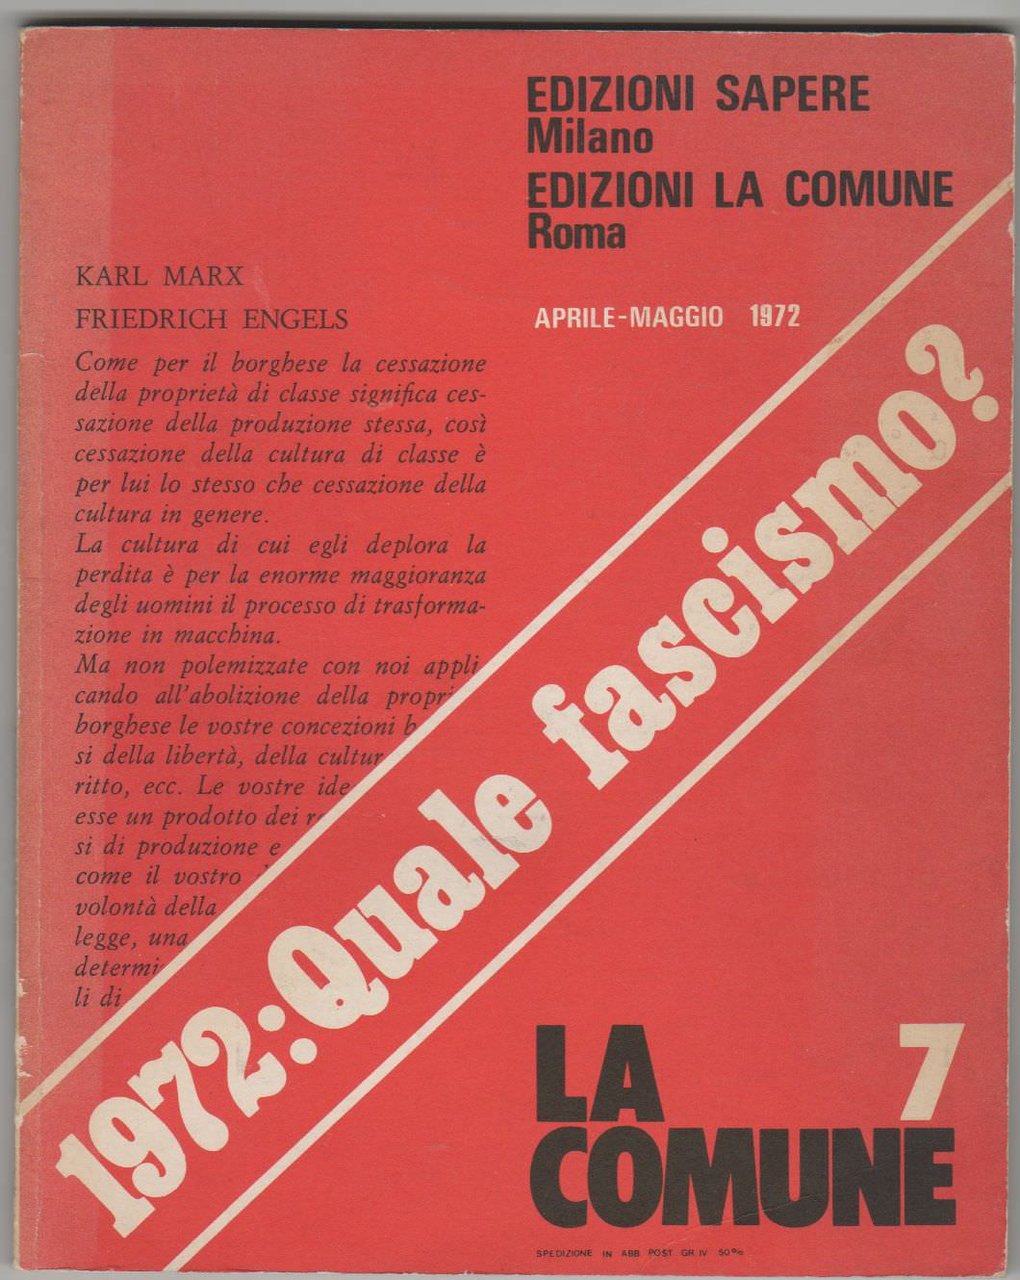 EDIZIONI SAPERE
Milano
EDIZIONI LA COMUNE
Roma
APRILE-MAGGIO 1972
KARL MARX
FRIEDRICH ENGELS
Come per il borghese la cessazione
della proprietà di classe significa ces-
sazione della produzione stessa, così
cessazione della cultura di classe è
per lui lo stesso che cessazione della
cultura in genere.
La cultura di cui egli deplora la
perdita è per la enorme maggioranza
degli uomini il processo di trasforma-
zione in macchina.
Ma non polemizzate con noi appli
cando all'abolizione della propri
borghese le vostre concezioni b
si della libertà, della cultur
ritto, ecc. Le vostre ide
esse un prodotto dei r
si di produzione e
come il vostro
volontà della
legge, una
determi
li di
1972: Quale fascismo?
LA 7
COMUNE
SPEDIZIONE IN ABB. POST. GR IV 50%